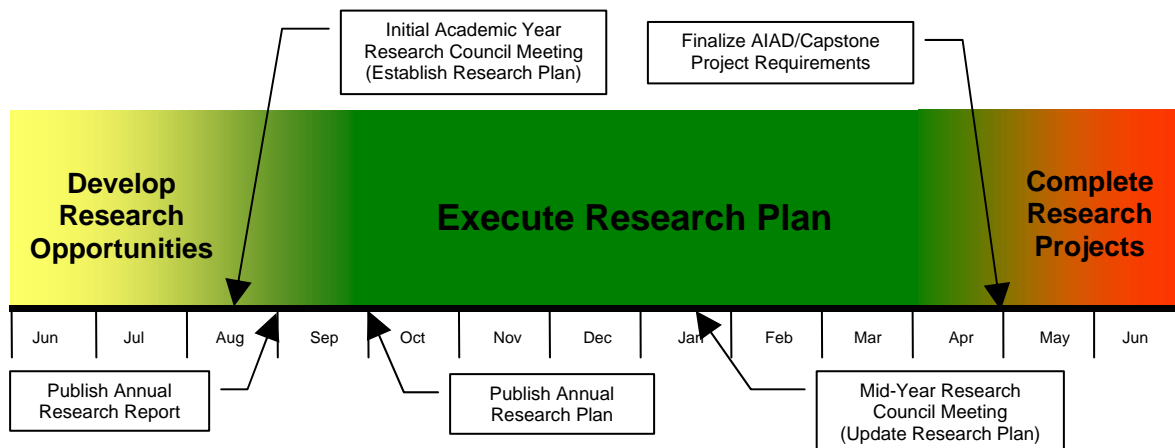 Initial Academic Year
Research Council Meeting
(Establish Research Plan)
Finalize AIAD/Capstone
Project Requirements
Develop
Research
Opportunities
Execute Research Plan
Complete
Research
Projects
Jun Jul Aug Sep Oct Nov Dec Jan Feb Mar Apr May Jun
Publish Annual
Research Report
Publish Annual
Research Plan
Mid-Year Research
Council Meeting
(Update Research Plan)